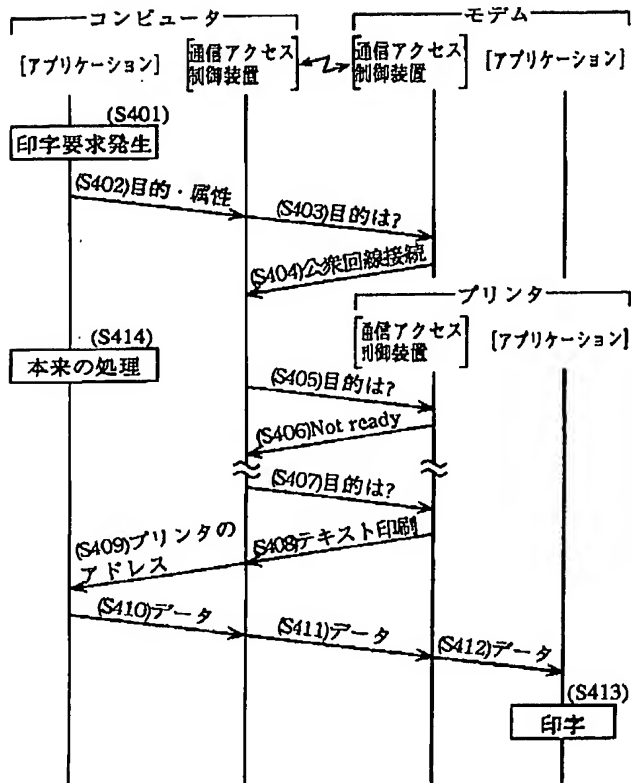 コンピュータ
モデム
[アプリケーション]
[通信アクセス
制御装置]
[通信アクセス
制御装置]
[アプリケーション]
(S401)
印字要求発生
(S402)目的・属性
(S403)目的は?
(S404)公衆回線接続
プリンタ
[通信アクセス
制御装置]
[アプリケーション]
(S414)
本来の処理
(S405)目的は?
(S406)Not ready
(S407)目的は?
(S408)テキスト印刷
(S409)プリンタの
アドレス
(S410)データ
(S411)データ
(S412)データ
(S413)
印字